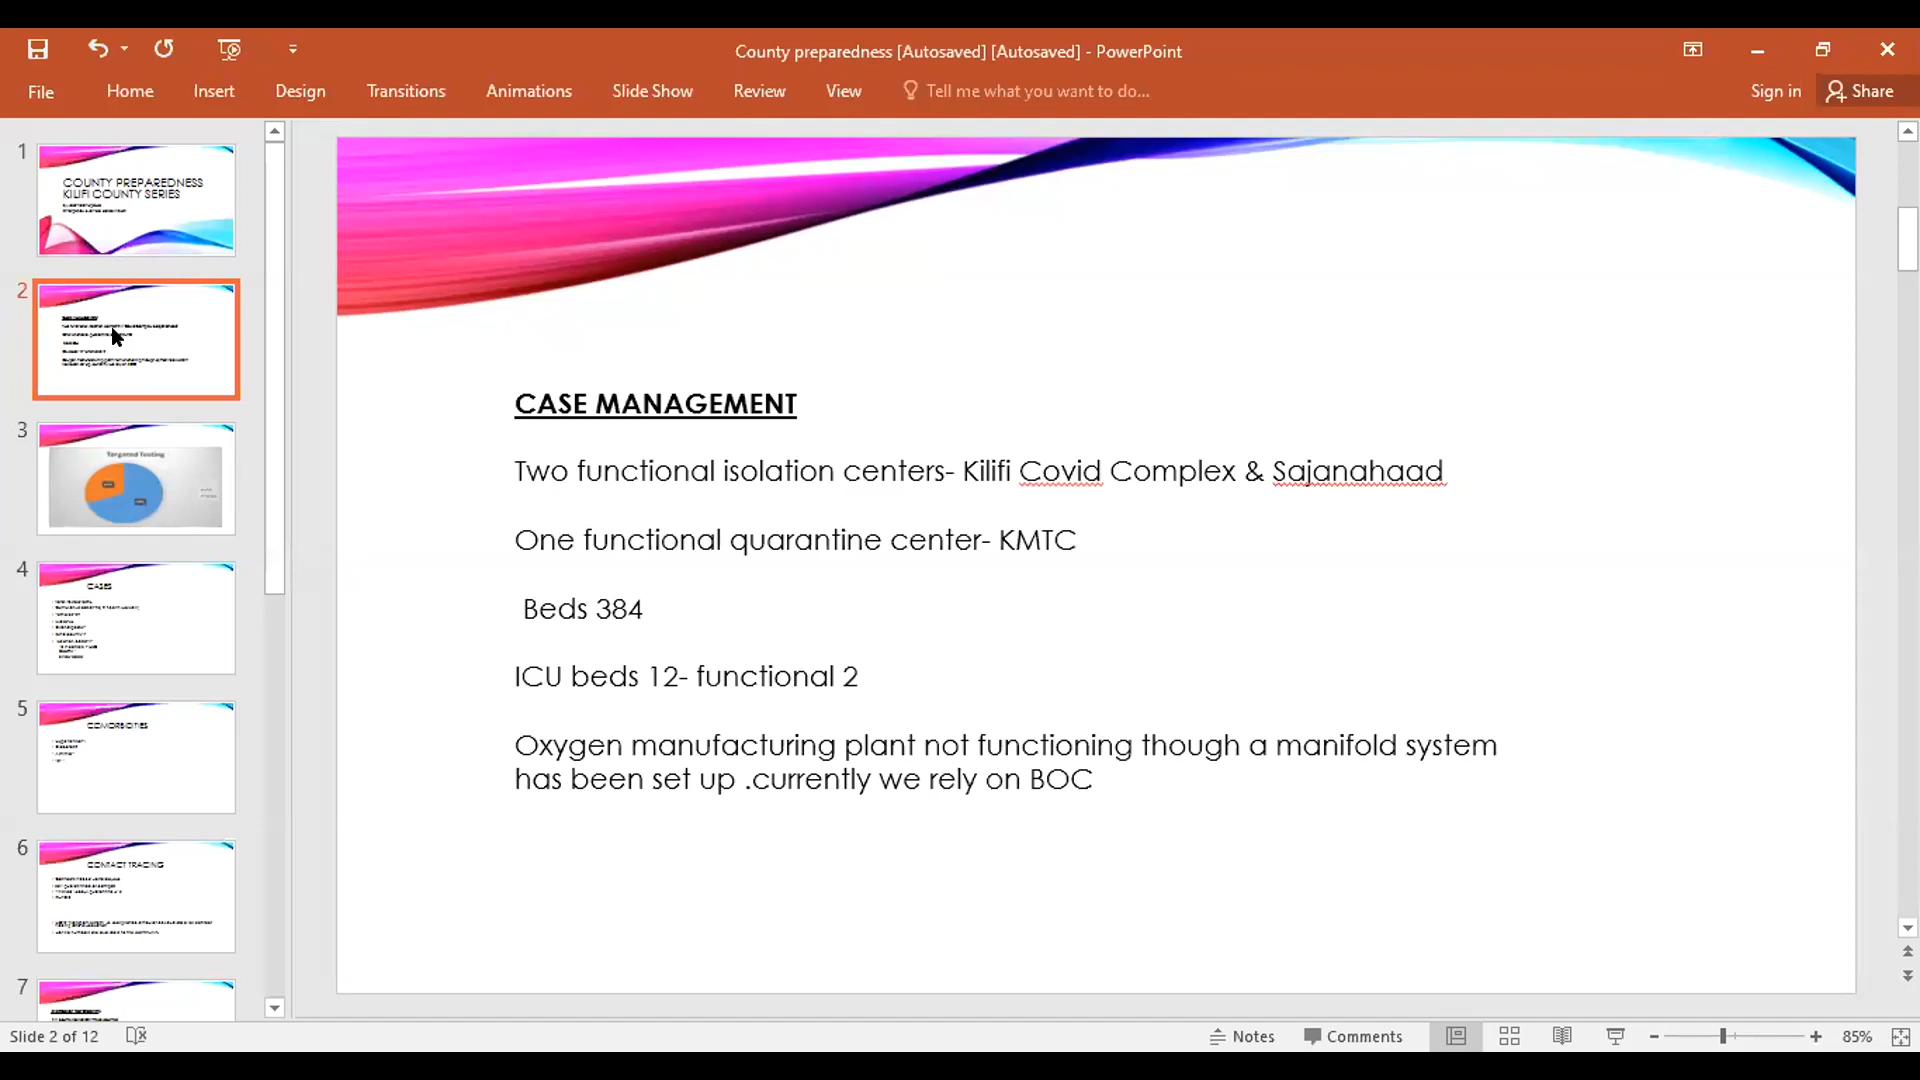 County preparedness [Autosaved] [Autosaved] - PowerPoint
File Home Insert Design Transitions Animations Slide Show Review View Tell me what you want to do... Sign in Share
1
COUNTY PREPAREDNESS
KILIFI COUNTY SERIES
2
3
Targeted Testing
4
CASES
5
COMORBIDITIES
6
CONTACT TRACING
7
CASE MANAGEMENT
Two functional isolation centers- Kilifi Covid Complex & Sajanahaad
One functional quarantine center- KMTC
Beds 384
ICU beds 12- functional 2
Oxygen manufacturing plant not functioning though a manifold system
has been set up .currently we rely on BOC
Slide 2 of 12 Notes Comments 85%